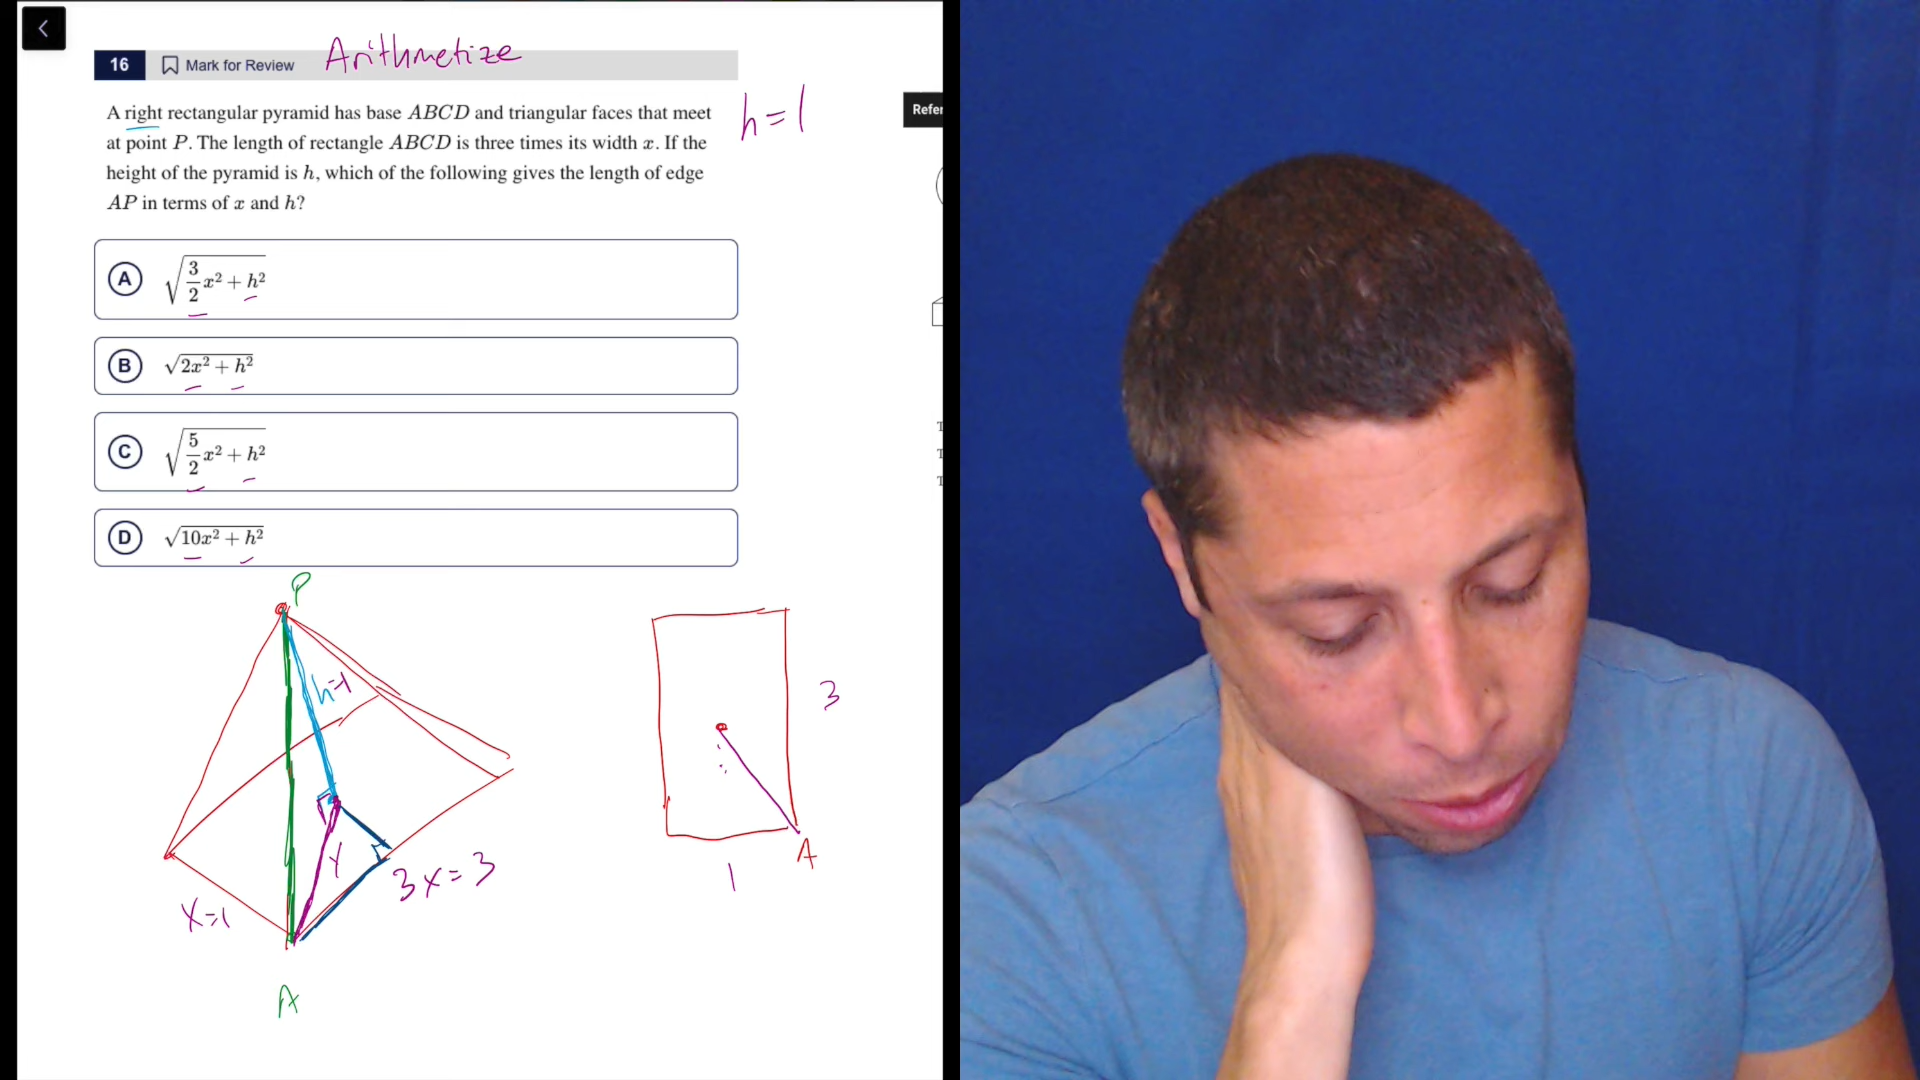 16 Mark for Review Arithmetize
A right rectangular pyramid has base ABCD and triangular faces that meet
at point P. The length of rectangle ABCD is three times its width x. If the
height of the pyramid is h, which of the following gives the length of edge
AP in terms of x and h?
h=1
Refer
A √(3/2 x² + h²)
B √(2x² + h²)
C √(5/2 x² + h²)
D √(10x² + h²)
P
h=1
3
y
3x=3
x=1
1
A
A